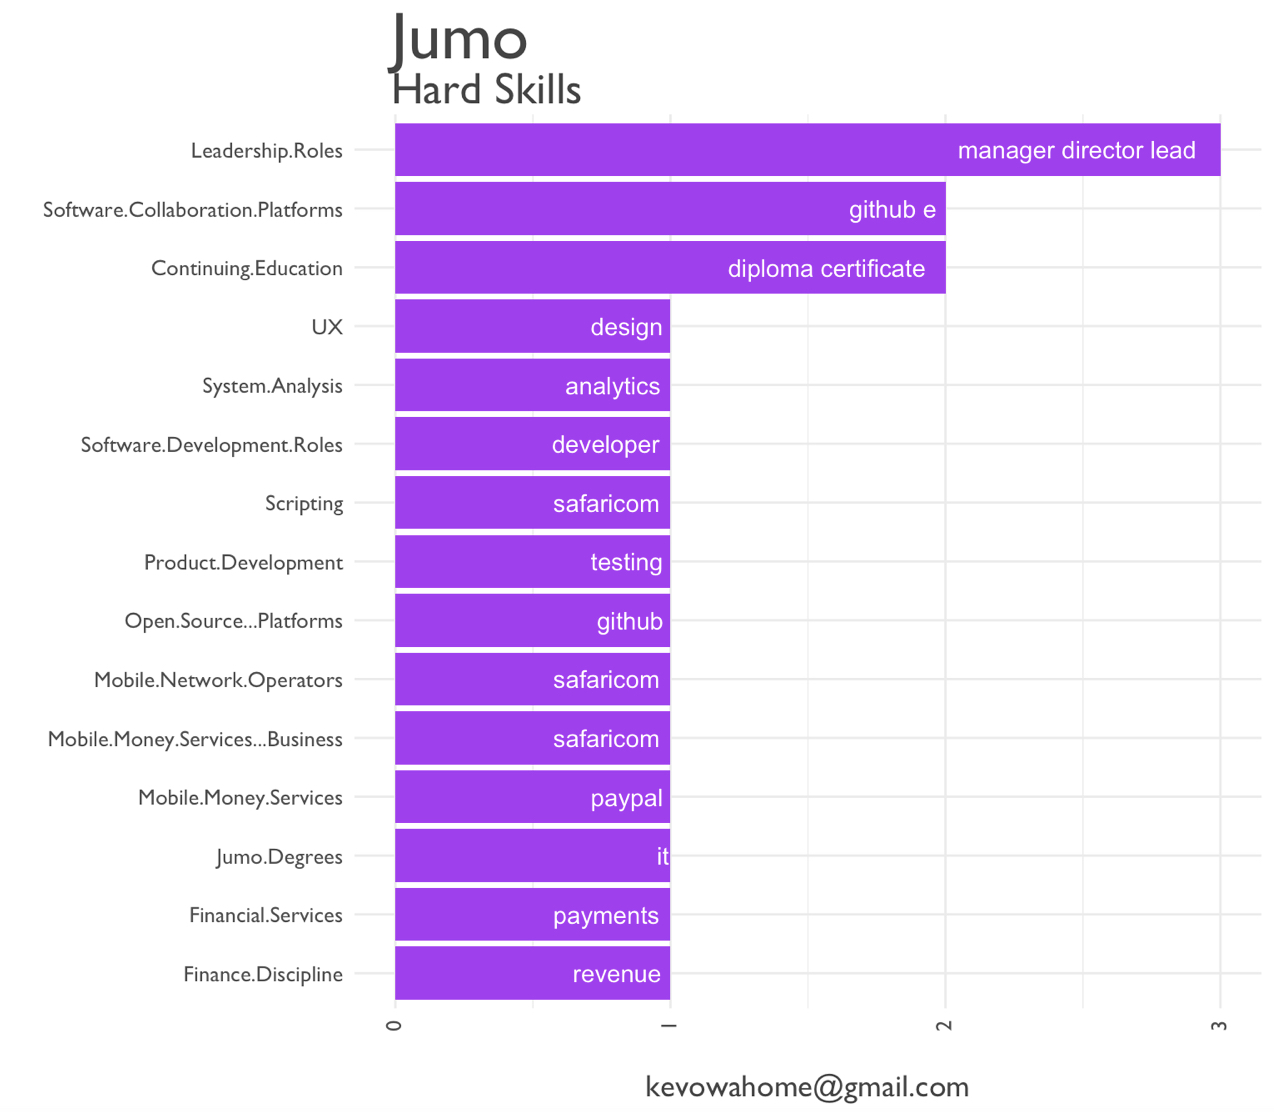 Jumo
Hard Skills
Leadership.Roles manager director lead
Software.Collaboration.Platforms github e
Continuing.Education diploma certificate
UX design
System.Analysis analytics
Software.Development.Roles developer
Scripting safaricom
Product.Development testing
Open.Source...Platforms github
Mobile.Network.Operators safaricom
Mobile.Money.Services...Business safaricom
Mobile.Money.Services paypal
Jumo.Degrees it
Financial.Services payments
Finance.Discipline revenue
0 1 2 3
kevowahome@gmail.com